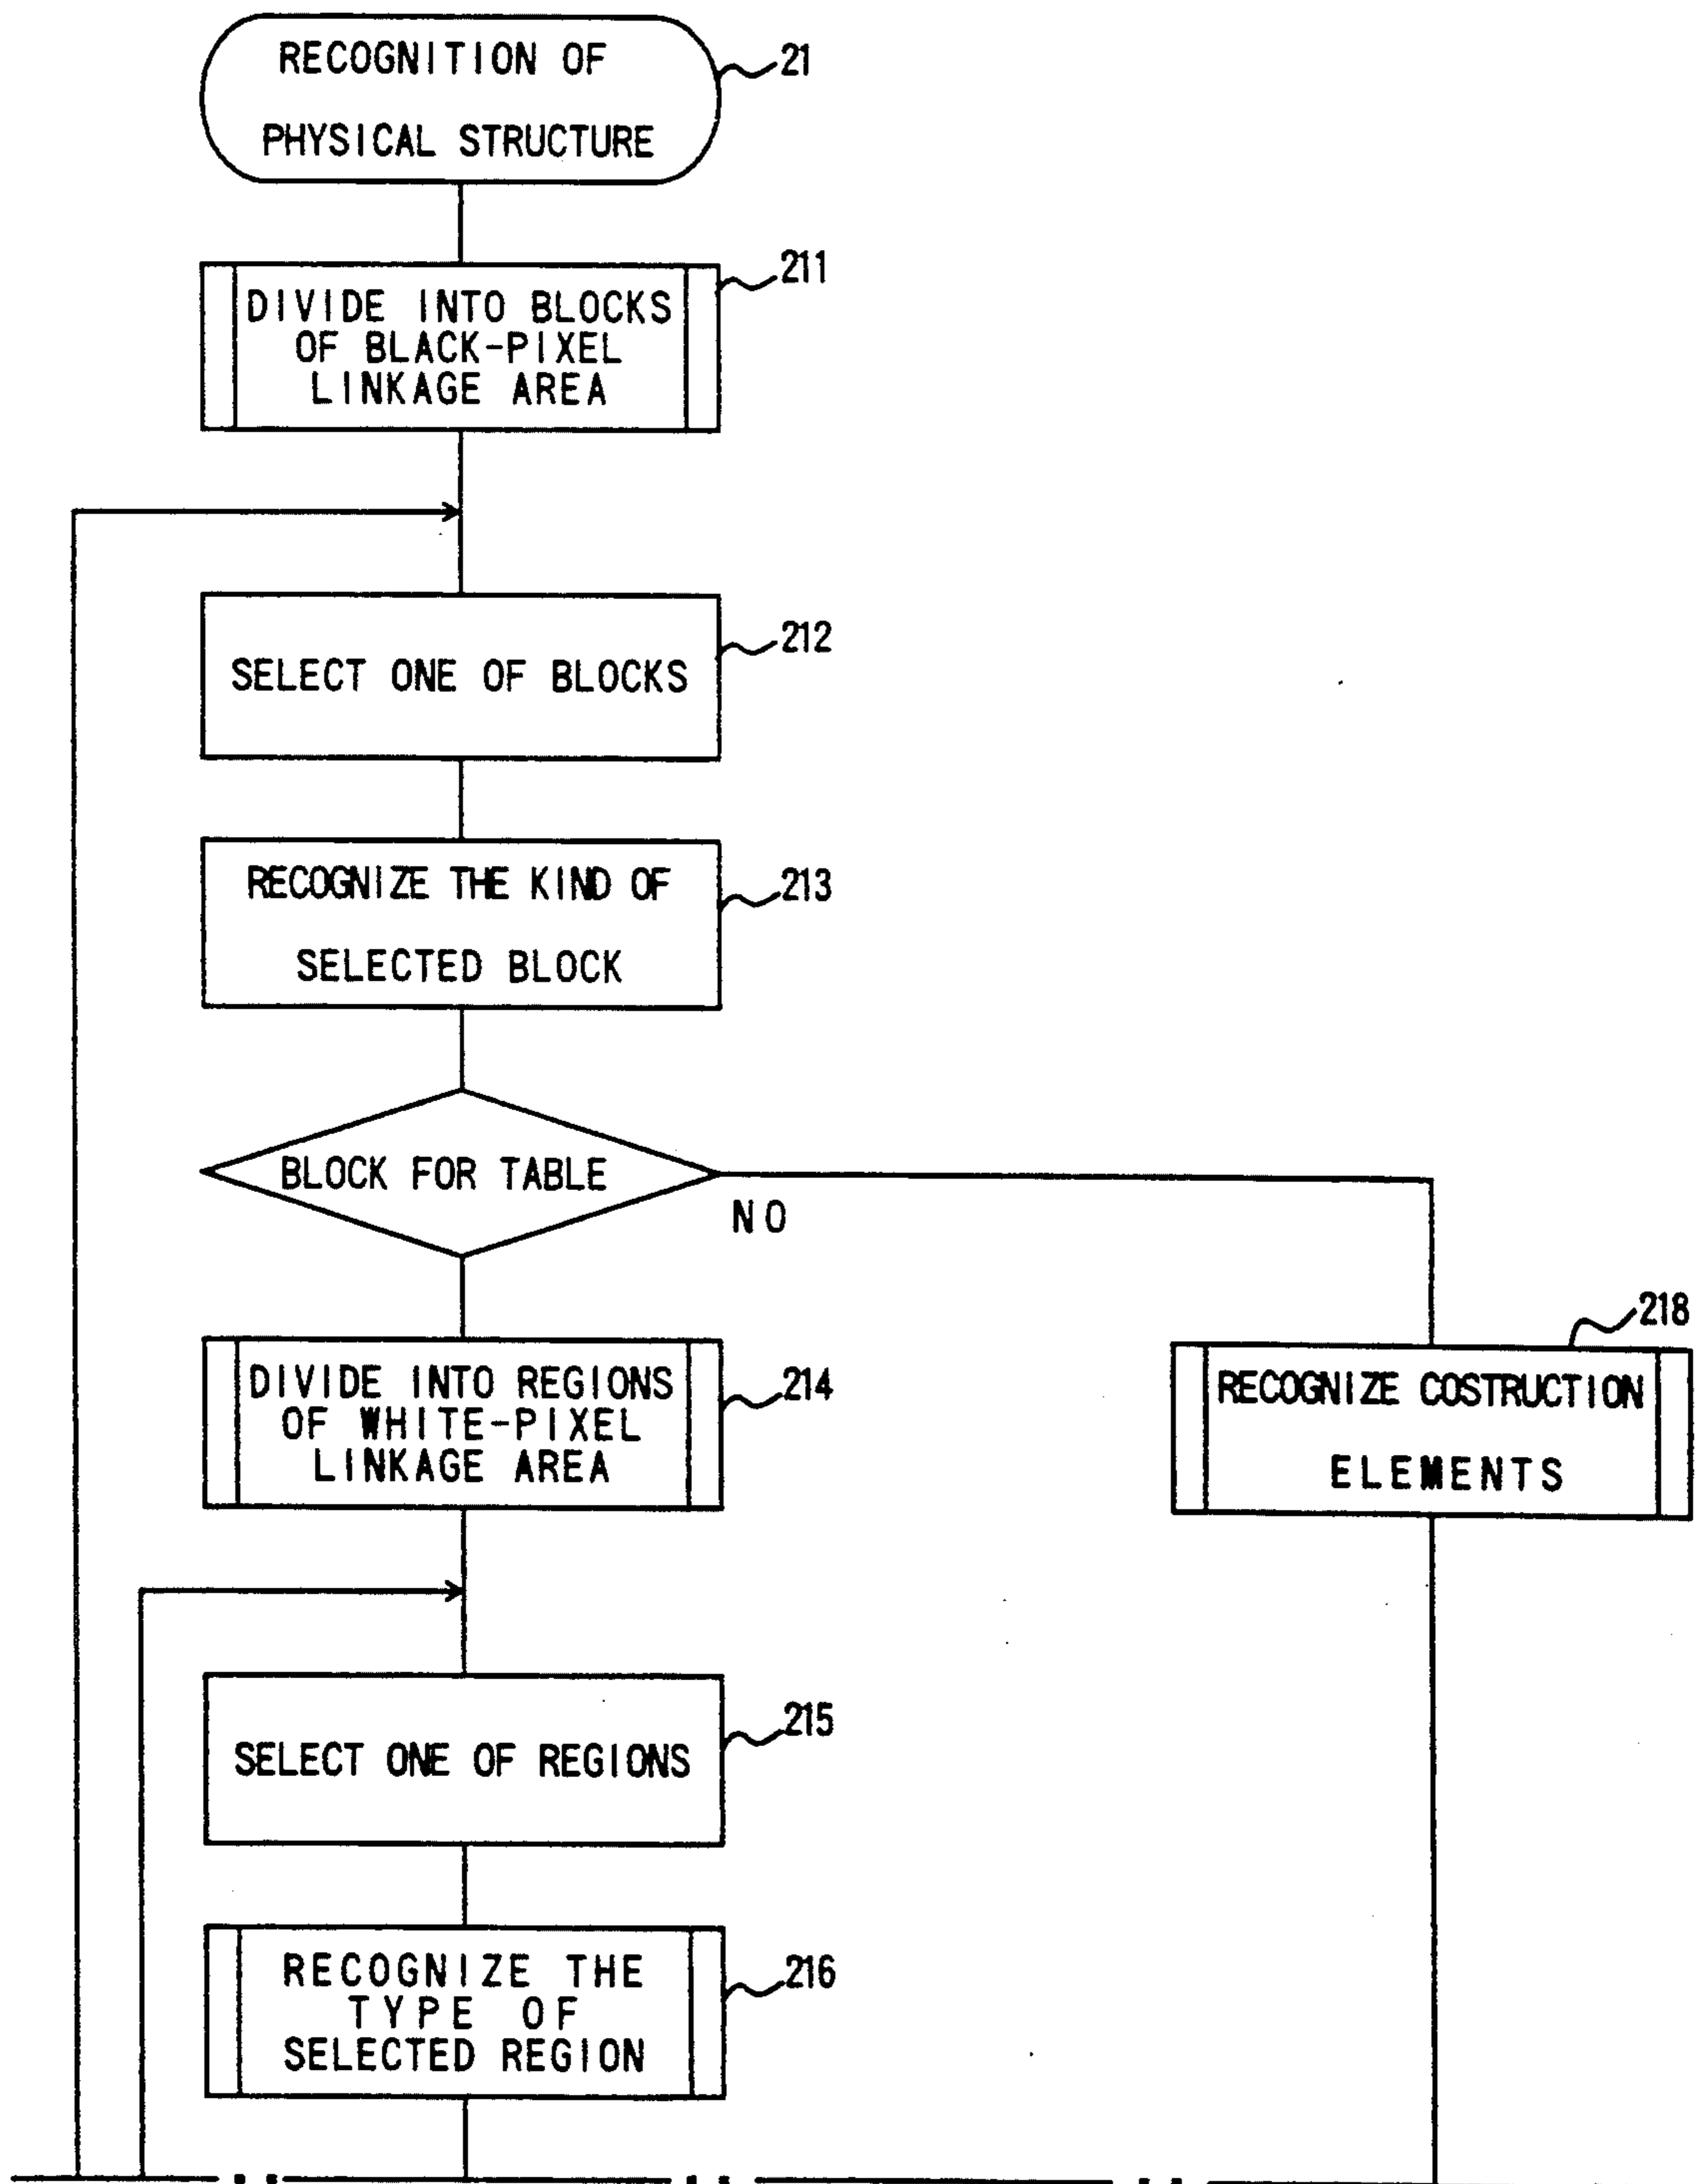 RECOGNITION OF
PHYSICAL STRUCTURE
21
DIVIDE INTO BLOCKS
OF BLACK-PIXEL
LINKAGE AREA
211
SELECT ONE OF BLOCKS
212
RECOGNIZE THE KIND OF
SELECTED BLOCK
213
BLOCK FOR TABLE
NO
DIVIDE INTO REGIONS
OF WHITE-PIXEL
LINKAGE AREA
214
RECOGNIZE COSTRUCTION
ELEMENTS
218
SELECT ONE OF REGIONS
215
RECOGNIZE THE
TYPE OF
SELECTED REGION
216